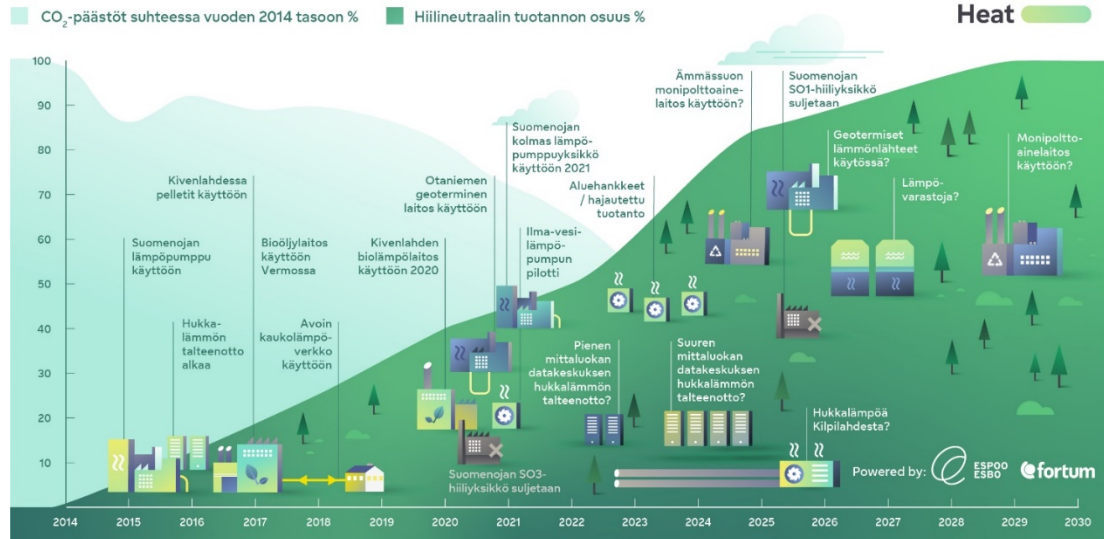 CO₂-päästöt suhteessa vuoden 2014 tasoon %
Hiilineutraalin tuotannon osuus %
Heat
100
90
80
70
60
50
40
30
20
10
Suomenojan
lämpöpumppu
käyttöön
Hukka-
lämmön
talteenotto
alkaa
Kivenlahdessa
pelletit käyttöön
Bioöljylaitos
käyttöön
Vermossa
Avoin
kaukolämpö-
verkko
käyttöön
Kivenlahden
biolämpölaitos
käyttöön 2020
Suomenojan SO3-
hiiliyksikkö suljetaan
Otaniemen
geoterminen
laitos käyttöön
Suomenojan
kolmas lämpö-
pumppuyksikkö
käyttöön 2021
Ilma-vesi-
lämpö-
pumpun
pilotti
Aluehankkeet
/ hajautettu
tuotanto
Pienen
mittaluokan
datakeskuksen
hukkalämmön
talteenotto?
Suuren
mittaluokan
datakeskuksen
hukkalämmön
talteenotto?
Ämmässuon
monipolttoaine-
laitos käyttöön?
Suomenojan
SO1-hiiliyksikkö
suljetaan
Geotermiset
lämmönlähteet
käytössä?
Lämpö-
varastoja?
Monipoltto-
ainelaitos
käyttöön?
Hukkalämpöä
Kilpilahdesta?
Powered by:
ESPOO
ESBO
fortum
2014
2015
2016
2017
2018
2019
2020
2021
2022
2023
2024
2025
2026
2027
2028
2029
2030